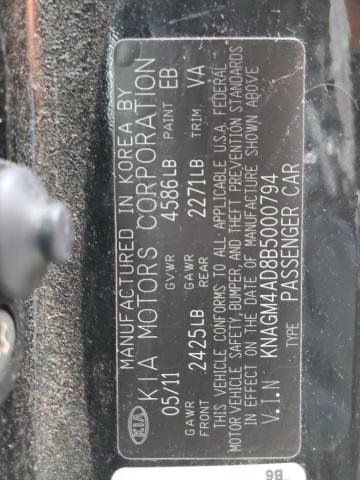 MANUFACTURED IN KOREA BY
KIA KIA MOTORS CORPORATION
05/11 GVWR 4586LB PAINT EB
GAWR FRONT 2425LB GAWR REAR 2271LB TRIM VA
THIS VEHICLE CONFORMS TO ALL APPLICABLE U.S.A. FEDERAL
MOTOR VEHICLE SAFETY, BUMPER, AND THEFT PREVENTION STANDARDS
IN EFFECT ON THE DATE OF MANUFACTURE SHOWN ABOVE
V.I.N KNAGM4AD8B5000794
TYPE PASSENGER CAR